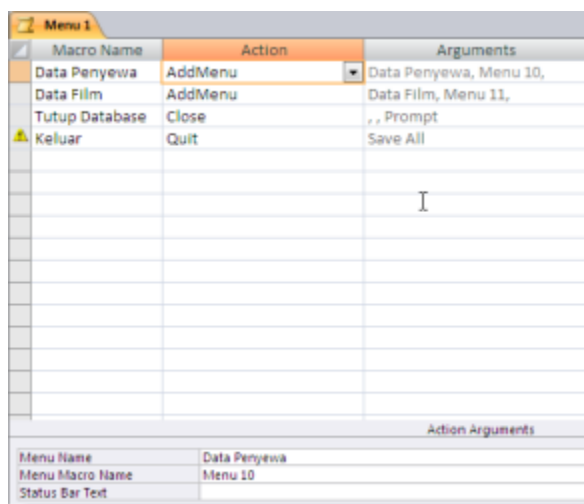 Menu 1
Macro Name Action Arguments
Data Penyewa AddMenu Data Penyewa, Menu 10,
Data Film AddMenu Data Film, Menu 11,
Tutup Database Close , , Prompt
Keluar Quit Save All
Action Arguments
Menu Name Data Penyewa
Menu Macro Name Menu 10
Status Bar Text